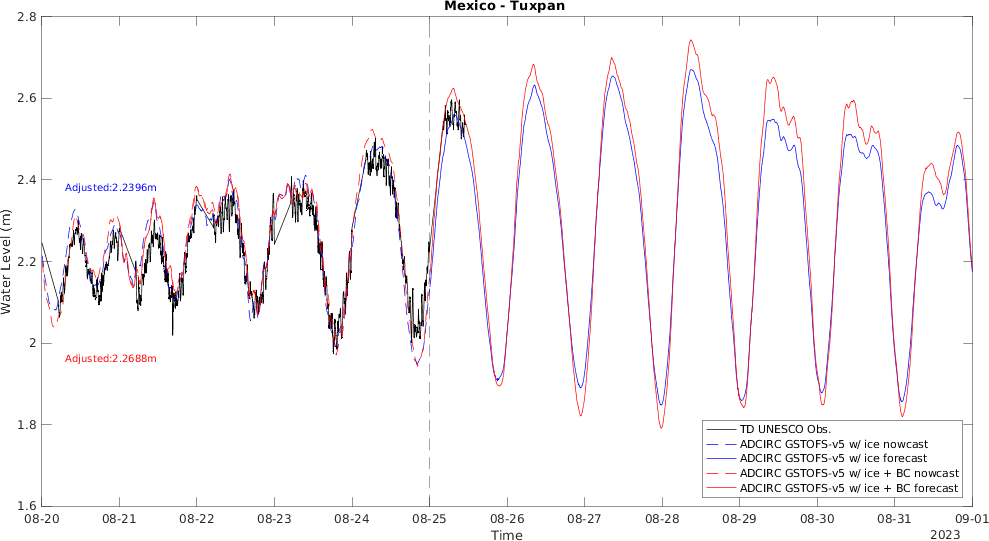 Mexico - Tuxpan
2.8
2.6
2.4
2.2
2
1.8
1.6
Water Level (m)
Adjusted:2.2396m
Adjusted:2.2688m
TD UNESCO Obs.
ADCIRC GSTOFS-v5 w/ ice nowcast
ADCIRC GSTOFS-v5 w/ ice forecast
ADCIRC GSTOFS-v5 w/ ice + BC nowcast
ADCIRC GSTOFS-v5 w/ ice + BC forecast
08-20 08-21 08-22 08-23 08-24 08-25 08-26 08-27 08-28 08-29 08-30 08-31 09-01
Time
2023